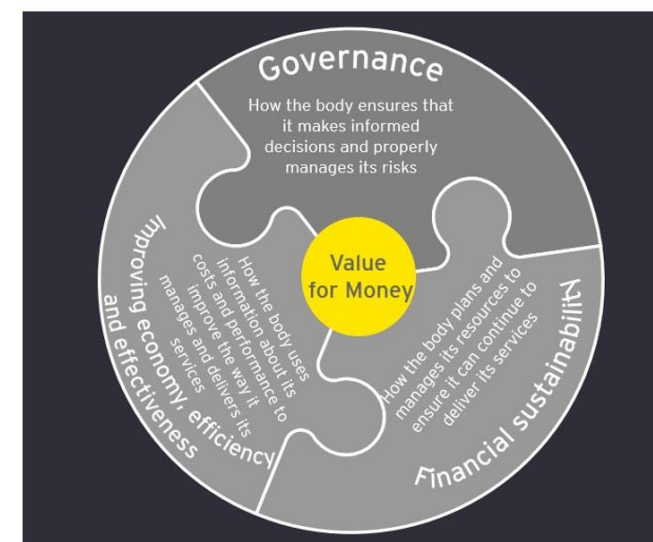 Governance
How the body ensures that
it makes informed
decisions and properly
manages its risks
Value
for Money
Improving economy, efficiency
and effectiveness
How the body uses
information about its
costs and performance to
improve the way it
manages and delivers its
services
How the body plans and
manages its resources to
ensure it can continue to
deliver its services
Financial sustainability